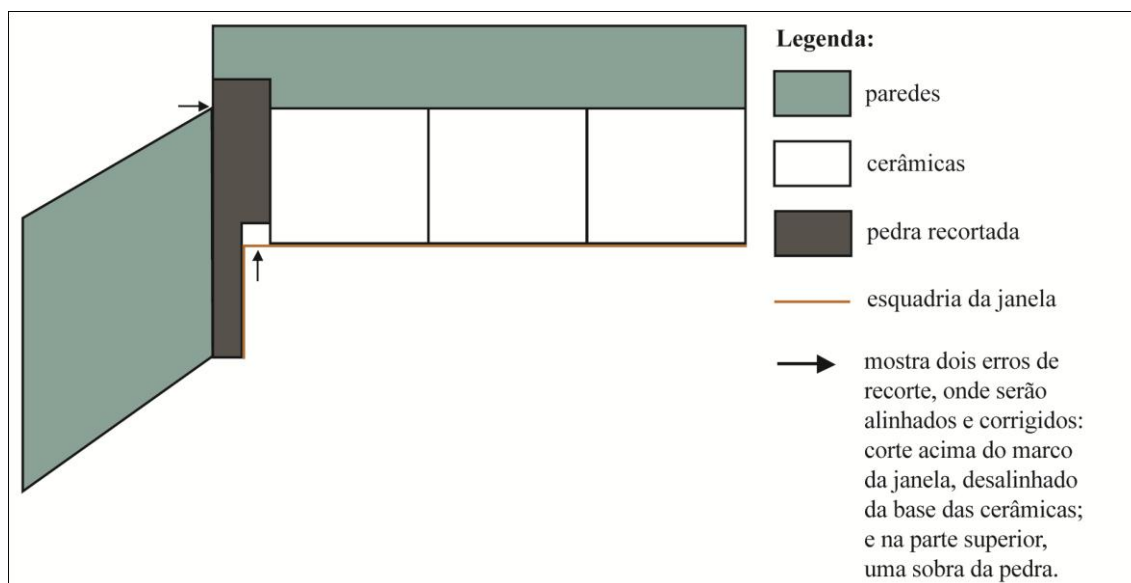 Legenda:
paredes
cerâmicas
pedra recortada
esquadria da janela
mostra dois erros de
recorte, onde serão
alinhados e corrigidos:
corte acima do marco
da janela, desalinhado
da base das cerâmicas;
e na parte superior,
uma sobra da pedra.